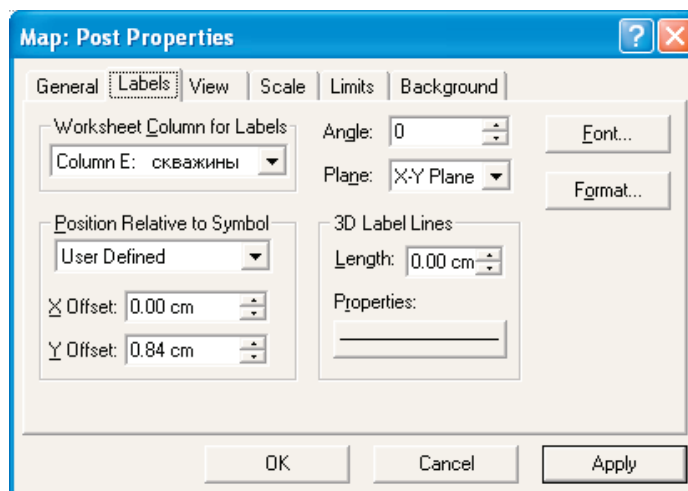 Map: Post Properties
General Labels View Scale Limits Background
Worksheet Column for Labels
Column E: скважины
Angle: 0
Plane: X-Y Plane
Font...
Format...
Position Relative to Symbol
User Defined
X Offset: 0.00 cm
Y Offset: 0.84 cm
3D Label Lines
Length: 0.00 cm
Properties:
OK Cancel Apply